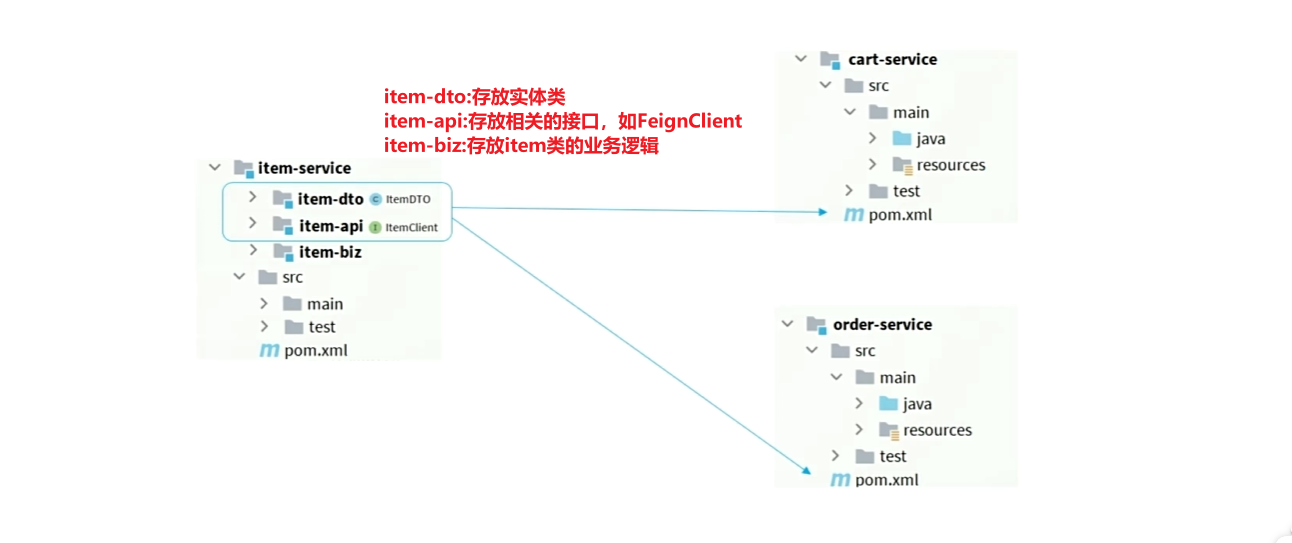 item-dto:存放实体类
item-api:存放相关的接口，如FeignClient
item-biz:存放item类的业务逻辑
item-service
item-dto C ItemDTO
item-api I ItemClient
item-biz
src
main
test
m pom.xml
cart-service
src
main
java
resources
test
m pom.xml
order-service
src
main
java
resources
test
m pom.xml